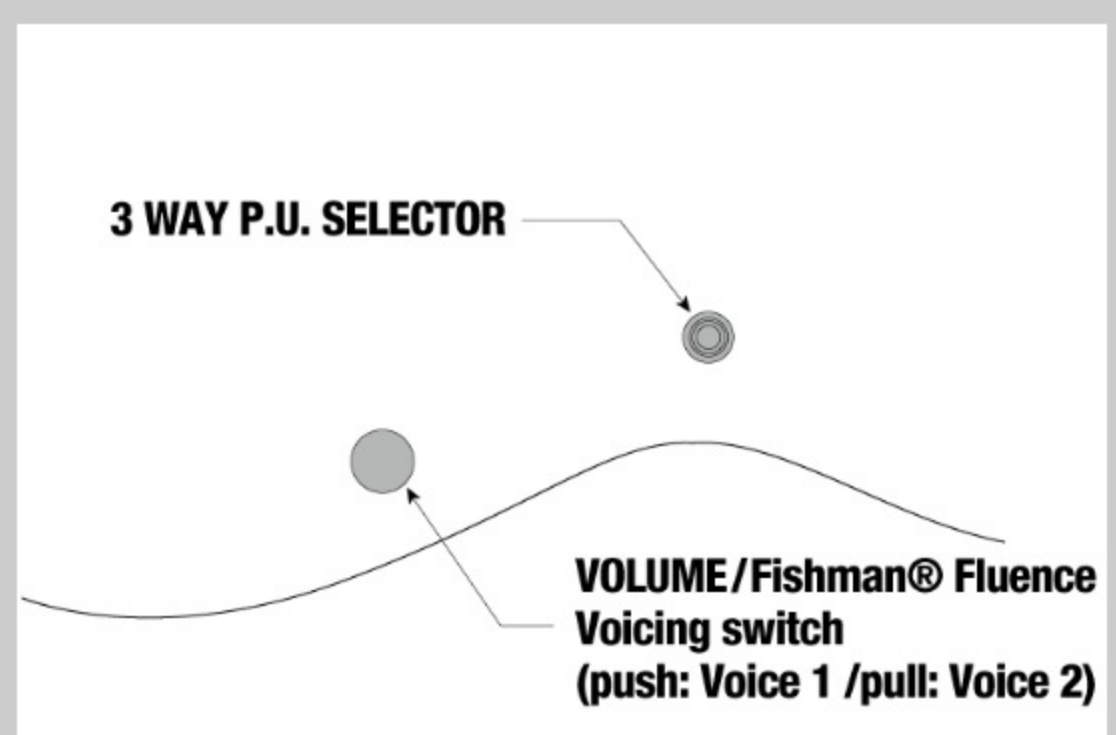 3 WAY P.U. SELECTOR
VOLUME/Fishman® Fluence
Voicing switch
(push: Voice 1 /pull: Voice 2)